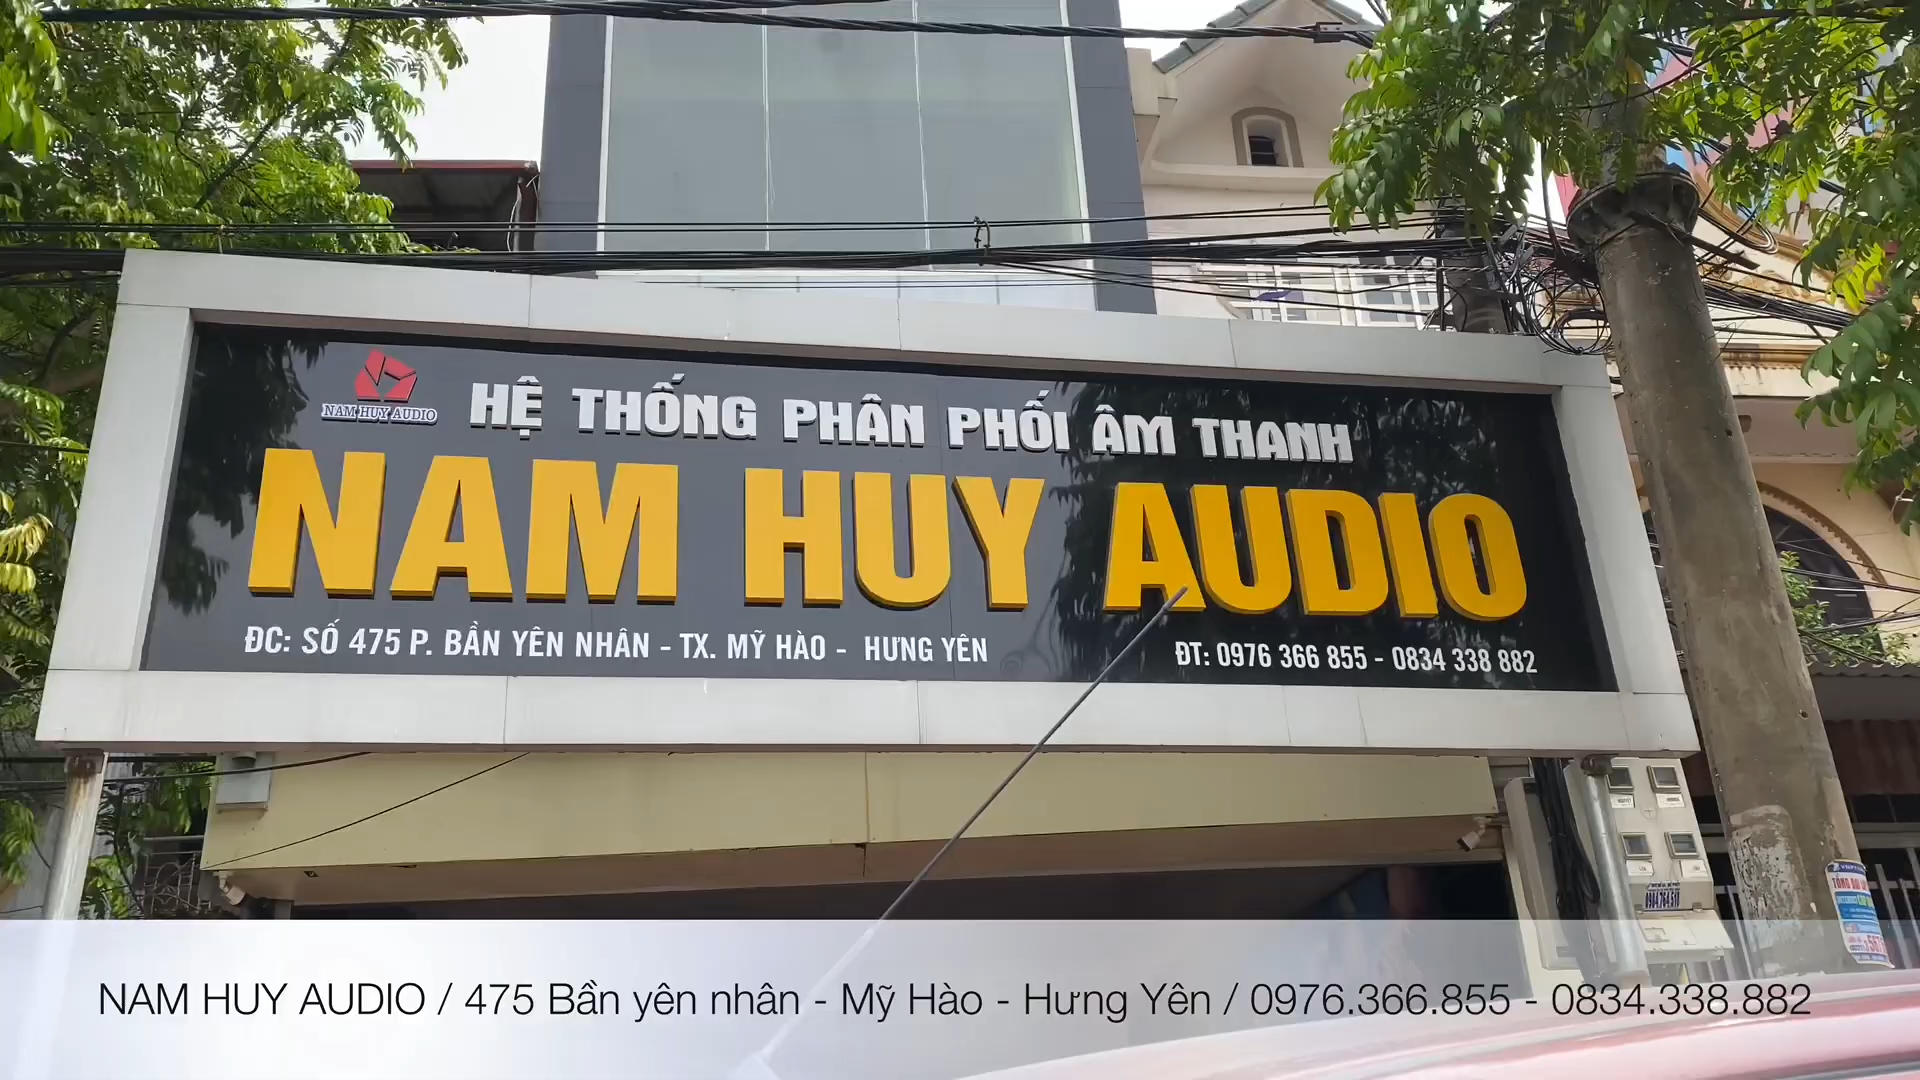 HỆ THỐNG PHÂN PHỐI ÂM THANH
NAM HUY AUDIO
NAM HUY AUDIO
ĐC: SỐ 475 P. BẦN YÊN NHÂN - TX. MỸ HÀO - HƯNG YÊN
ĐT: 0976 366 855 - 0834 338 882
TỔNG ĐÀI
NAM HUY AUDIO / 475 Bần yên nhân - Mỹ Hào - Hưng Yên / 0976.366.855 - 0834.338.882